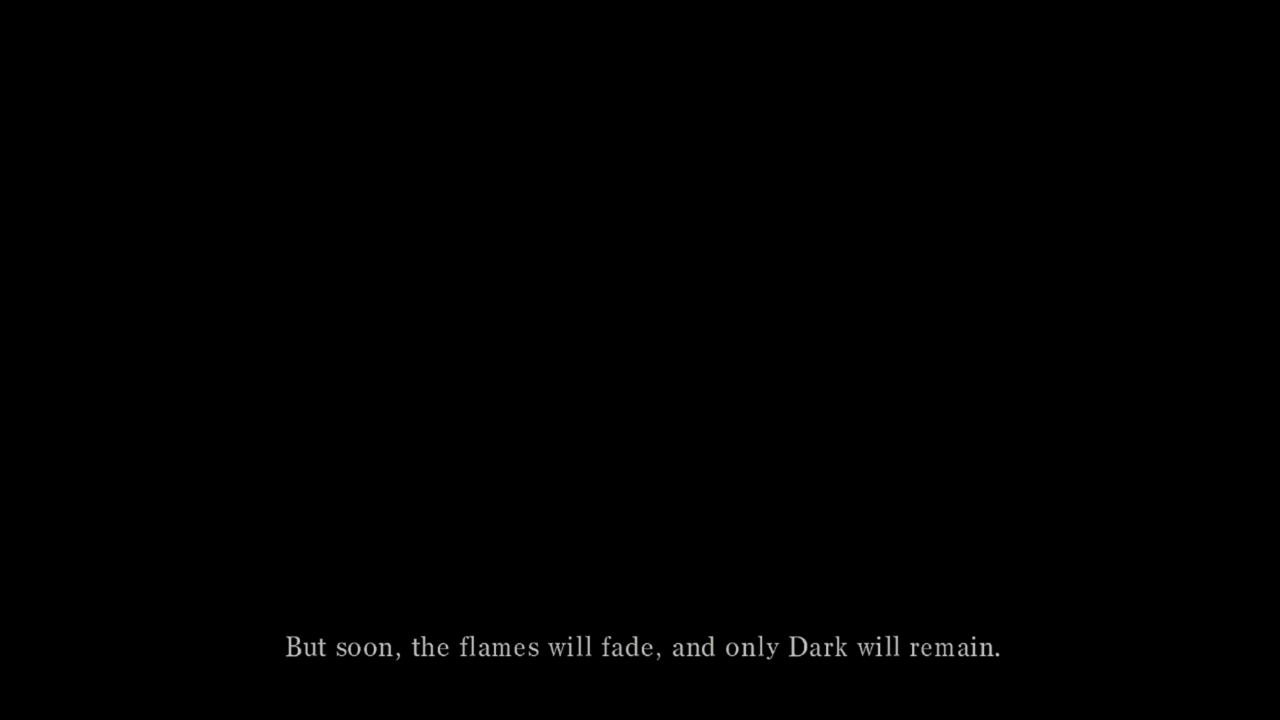 But soon, the flames will fade, and only Dark will remain.